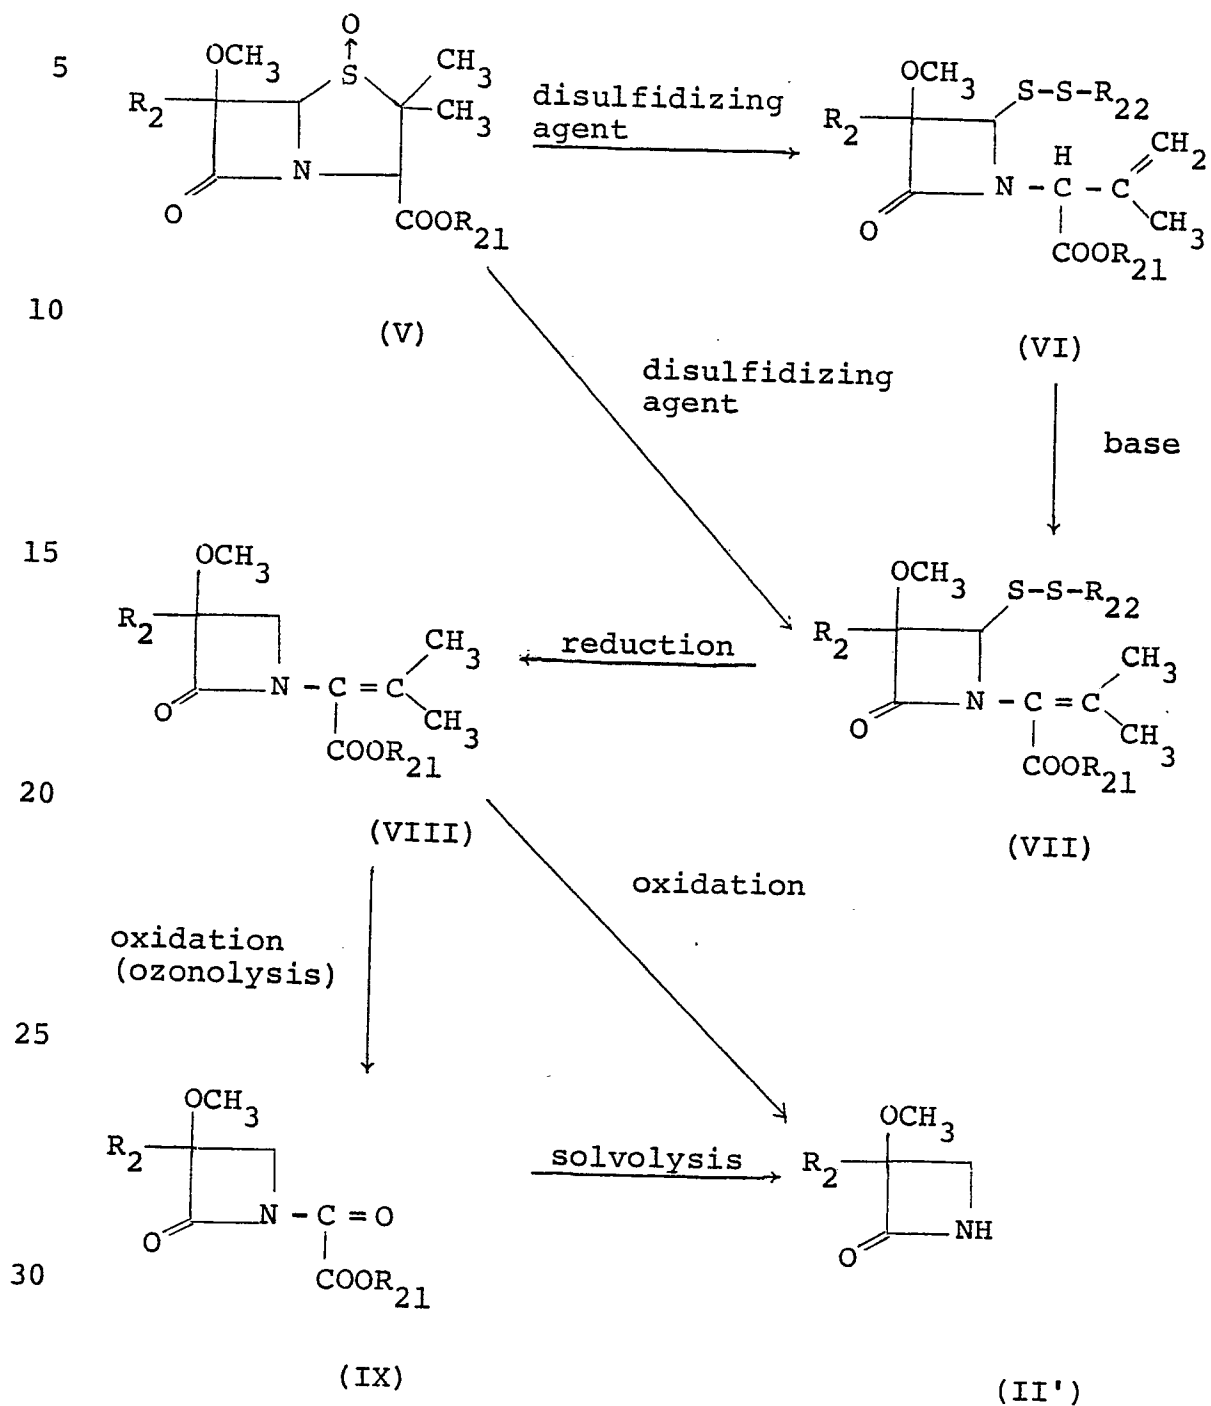 5
O
↑
S
OCH3
R2
CH3
CH3
N
O
COOR21
(V)
disulfidizing
agent
OCH3
S-S-R22
R2
H
CH2
N - C - C
CH3
O
COOR21
(VI)
10
disulfidizing
agent
base
15
OCH3
R2
CH3
N - C = C
CH3
O
COOR21
(VIII)
reduction
OCH3
S-S-R22
R2
CH3
N - C = C
CH3
O
COOR21
(VII)
20
oxidation
oxidation
(ozonolysis)
25
OCH3
R2
N - C = O
O
COOR21
(IX)
solvolysis
OCH3
R2
NH
O
(II')
30